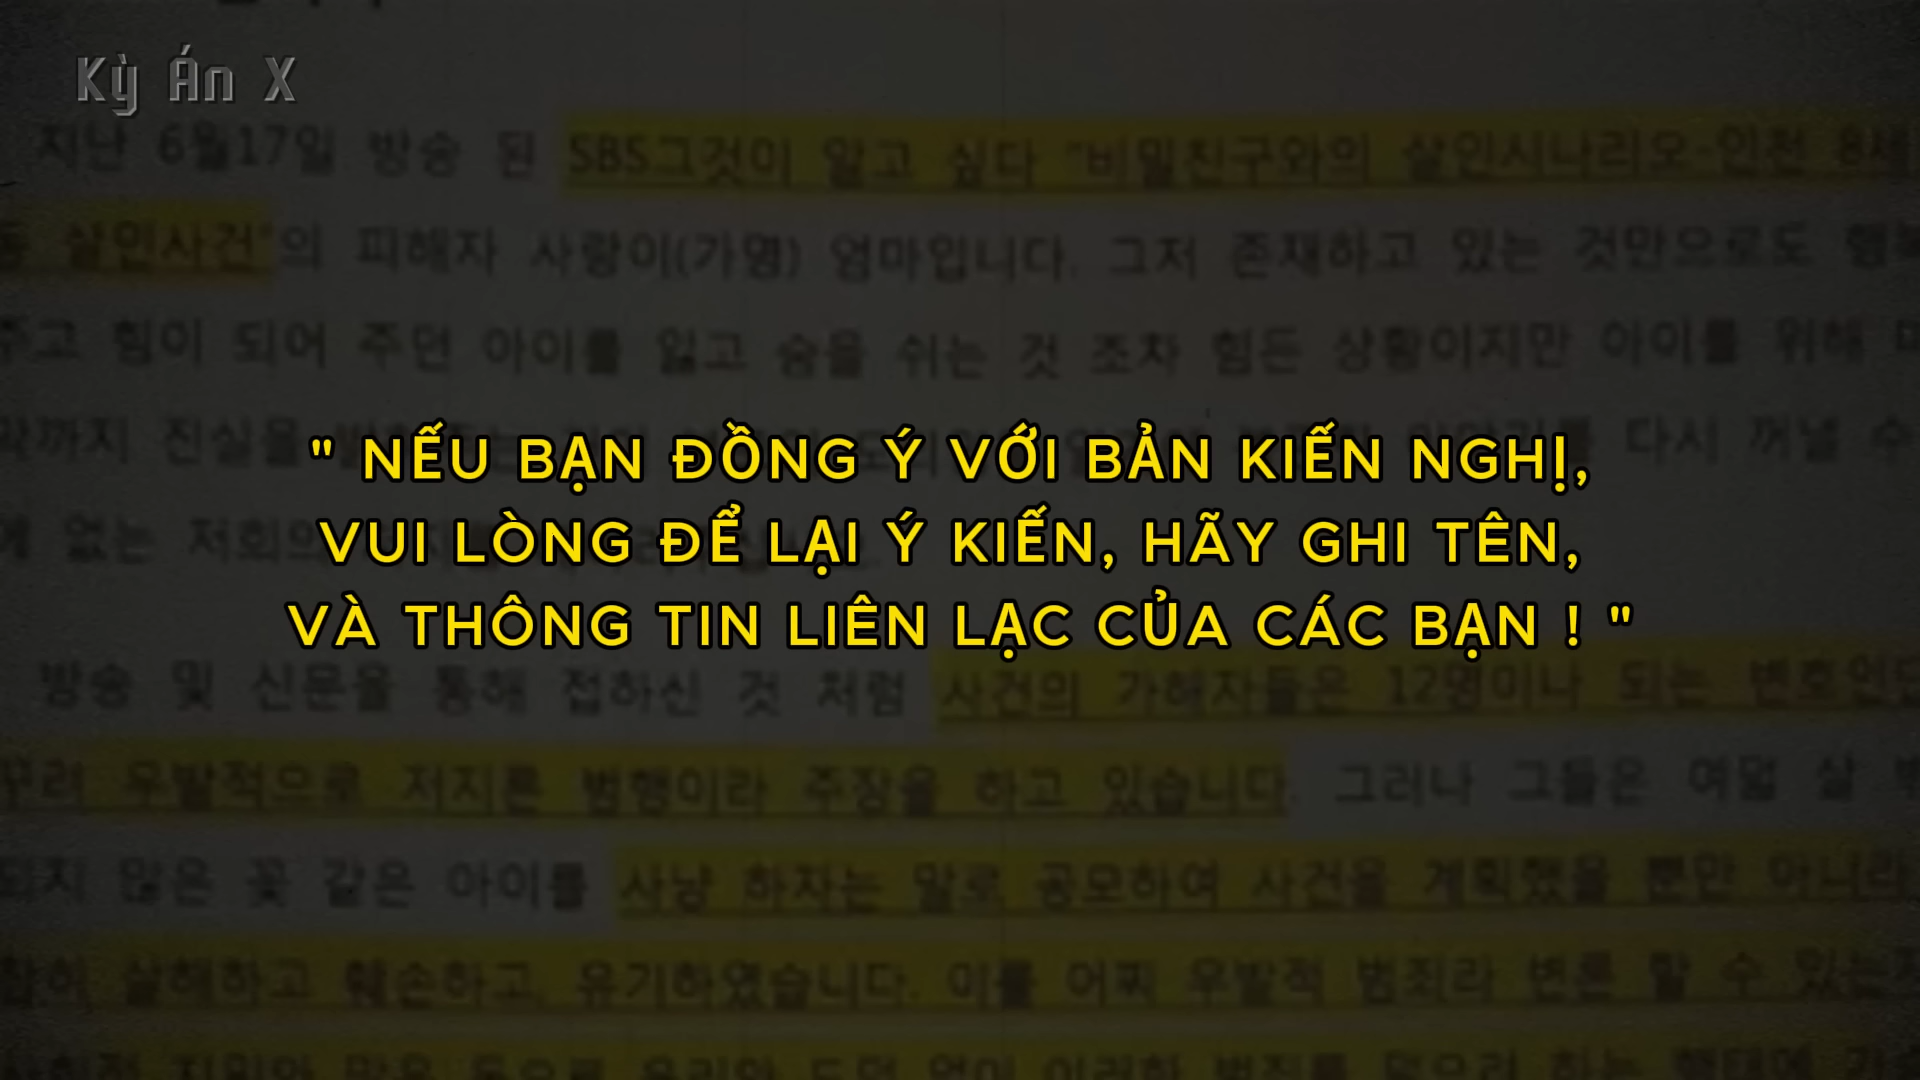 Kỳ Án X
지난 6월17일 방송 된 SBS그것이 알고 싶다 "비밀친구와의 살인시나리오-인천 8세
동 살인사건"의 피해자 사랑이(가명) 엄마입니다. 그저 존재하고 있는 것만으로도 행복
주고 힘이 되어 주던 아이를 잃고 숨을 쉬는 것 조차 힘든 상황이지만 아이를 위해
" NẾU BẠN ĐỒNG Ý VỚI BẢN KIẾN NGHỊ,
VUI LÒNG ĐỂ LẠI Ý KIẾN, HÃY GHI TÊN,
VÀ THÔNG TIN LIÊN LẠC CỦA CÁC BẠN ! "
방송 및 신문을 통해 접하신 것 처럼 사건의 가해자들은 12명이나 되는 변호인단
꾸려 우발적으로 저지른 범행이라 주장을 하고 있습니다. 그러나 그들은 여덟 살
되지 않은 꽃 같은 아이를 사냥 하자는 말로 공모하여 사건을 계획했을 뿐만 아니라
살해하고 훼손하고, 유기하였습니다. 이를 어찌 우발적 범죄라 변론 할 수 있는지